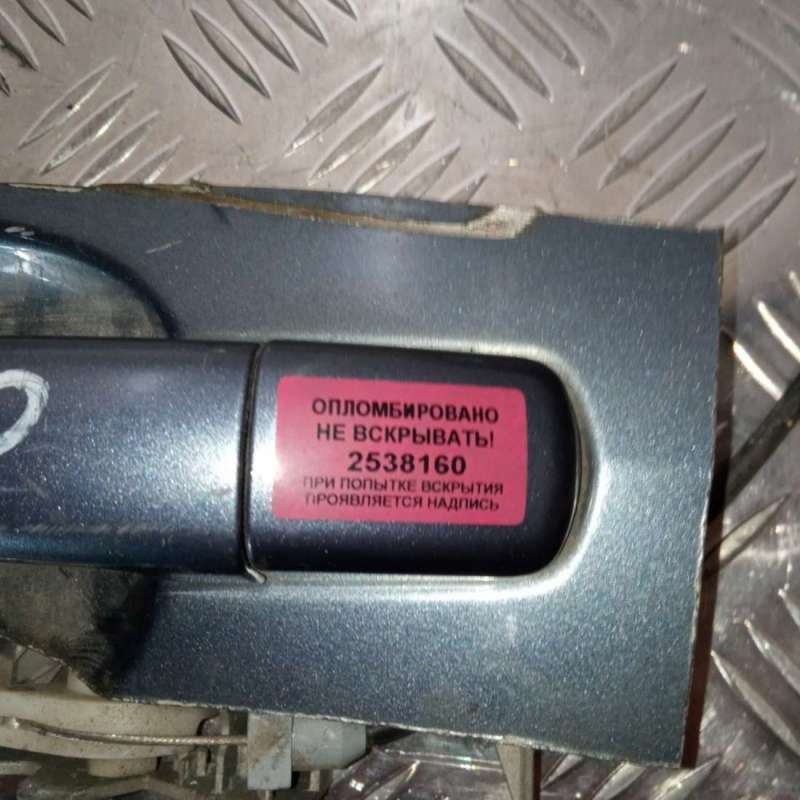 ОПЛОМБИРОВАНО
НЕ ВСКРЫВАТЬ!
2538160
ПРИ ПОПЫТКЕ ВСКРЫТИЯ
ПРОЯВЛЯЕТСЯ НАДПИСЬ